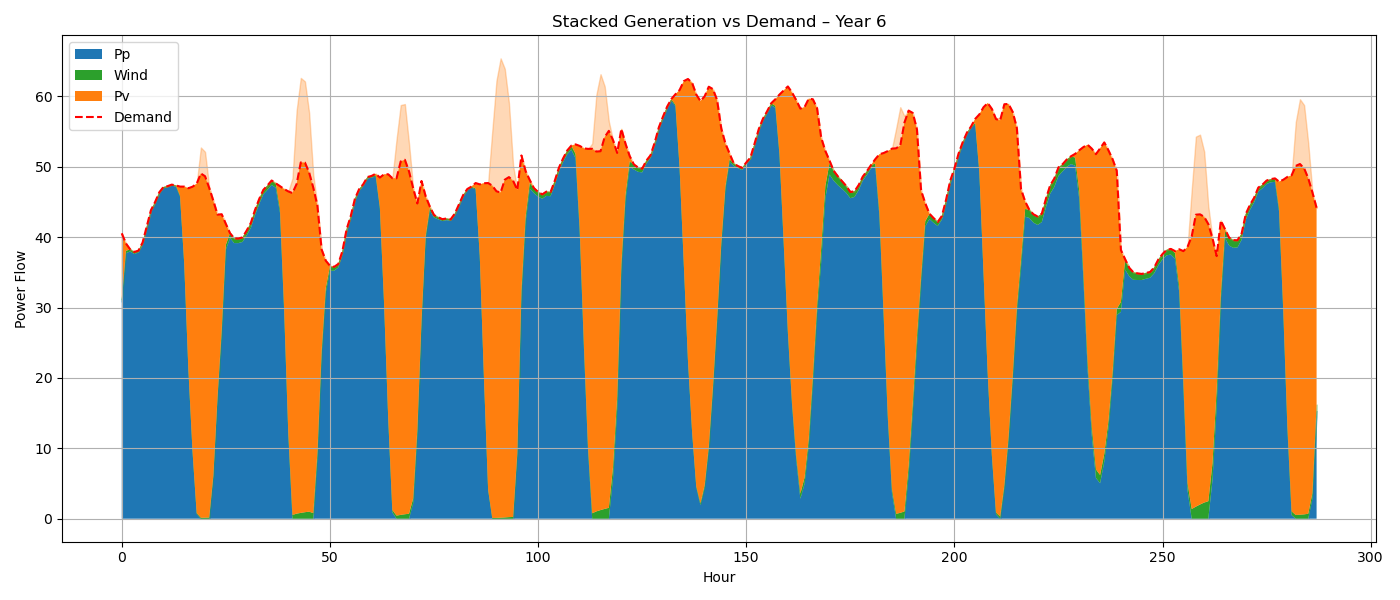 Stacked Generation vs Demand – Year 6
Pp
Wind
Pv
Demand
Power Flow
60
50
40
30
20
10
0
0 50 100 150 200 250 300
Hour